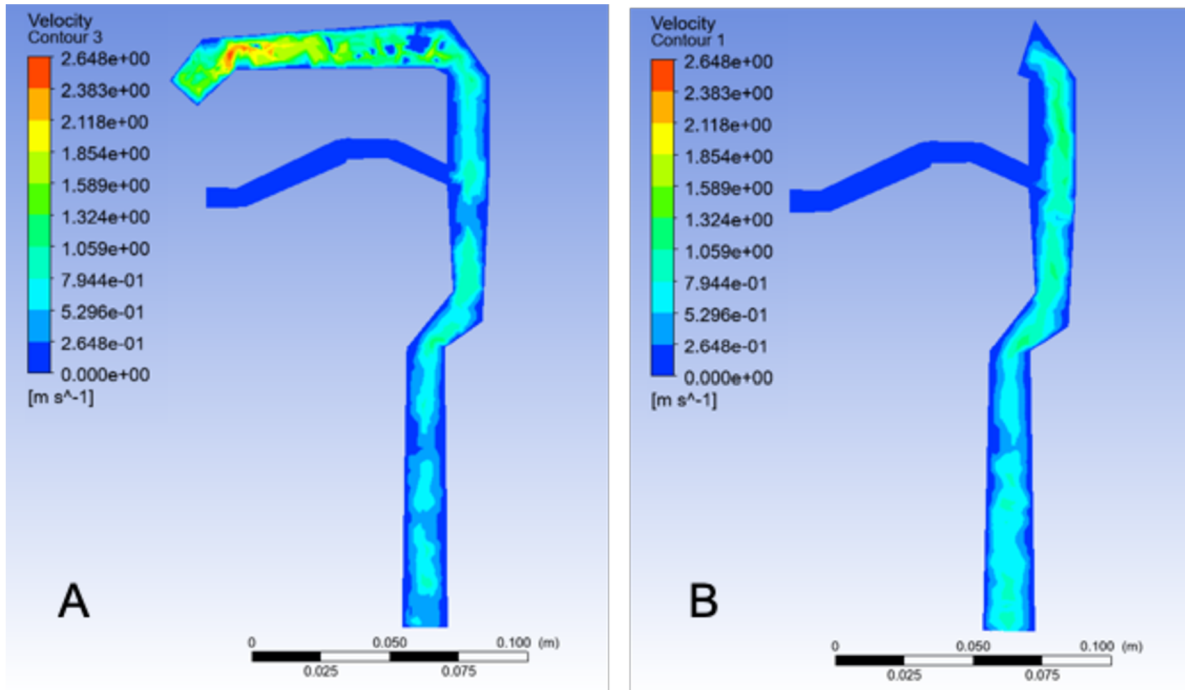 Velocity
Contour 3
2.648e+00
2.383e+00
2.118e+00
1.854e+00
1.589e+00
1.324e+00
1.059e+00
7.944e-01
5.296e-01
2.648e-01
0.000e+00
[m s^-1]
A
0 0.050 0.100 (m)
0.025 0.075
Velocity
Contour 1
2.648e+00
2.383e+00
2.118e+00
1.854e+00
1.589e+00
1.324e+00
1.059e+00
7.944e-01
5.296e-01
2.648e-01
0.000e+00
[m s^-1]
B
0 0.050 0.100 (m)
0.025 0.075